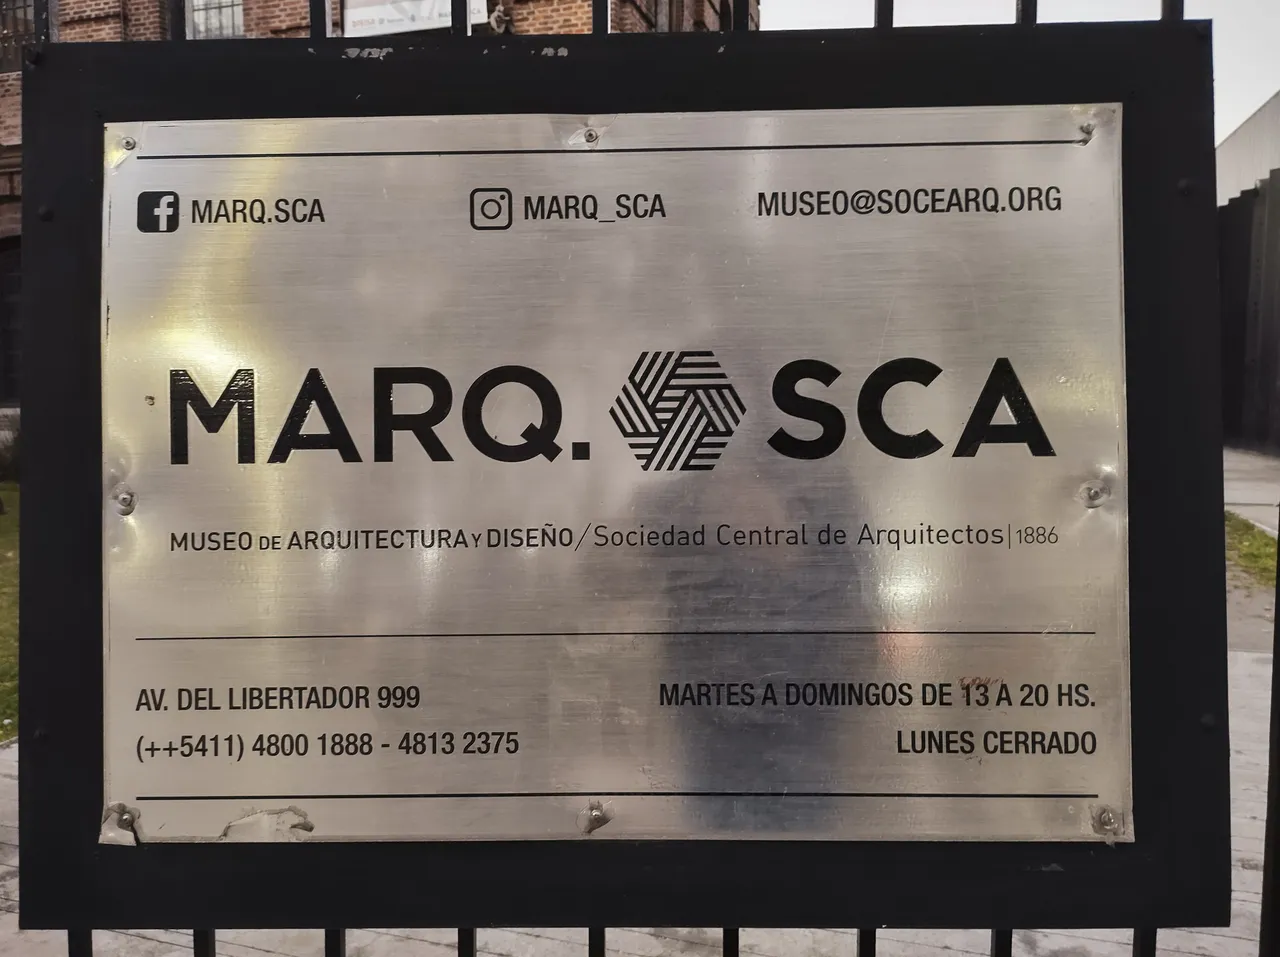 MARQ.SCA MARQ_SCA MUSEO@SOCEARQ.ORG
MARQ. SCA
MUSEO DE ARQUITECTURA Y DISEÑO/Sociedad Central de Arquitectos|1886
AV. DEL LIBERTADOR 999 MARTES A DOMINGOS DE 13 A 20 HS.
(++5411) 4800 1888 - 4813 2375 LUNES CERRADO